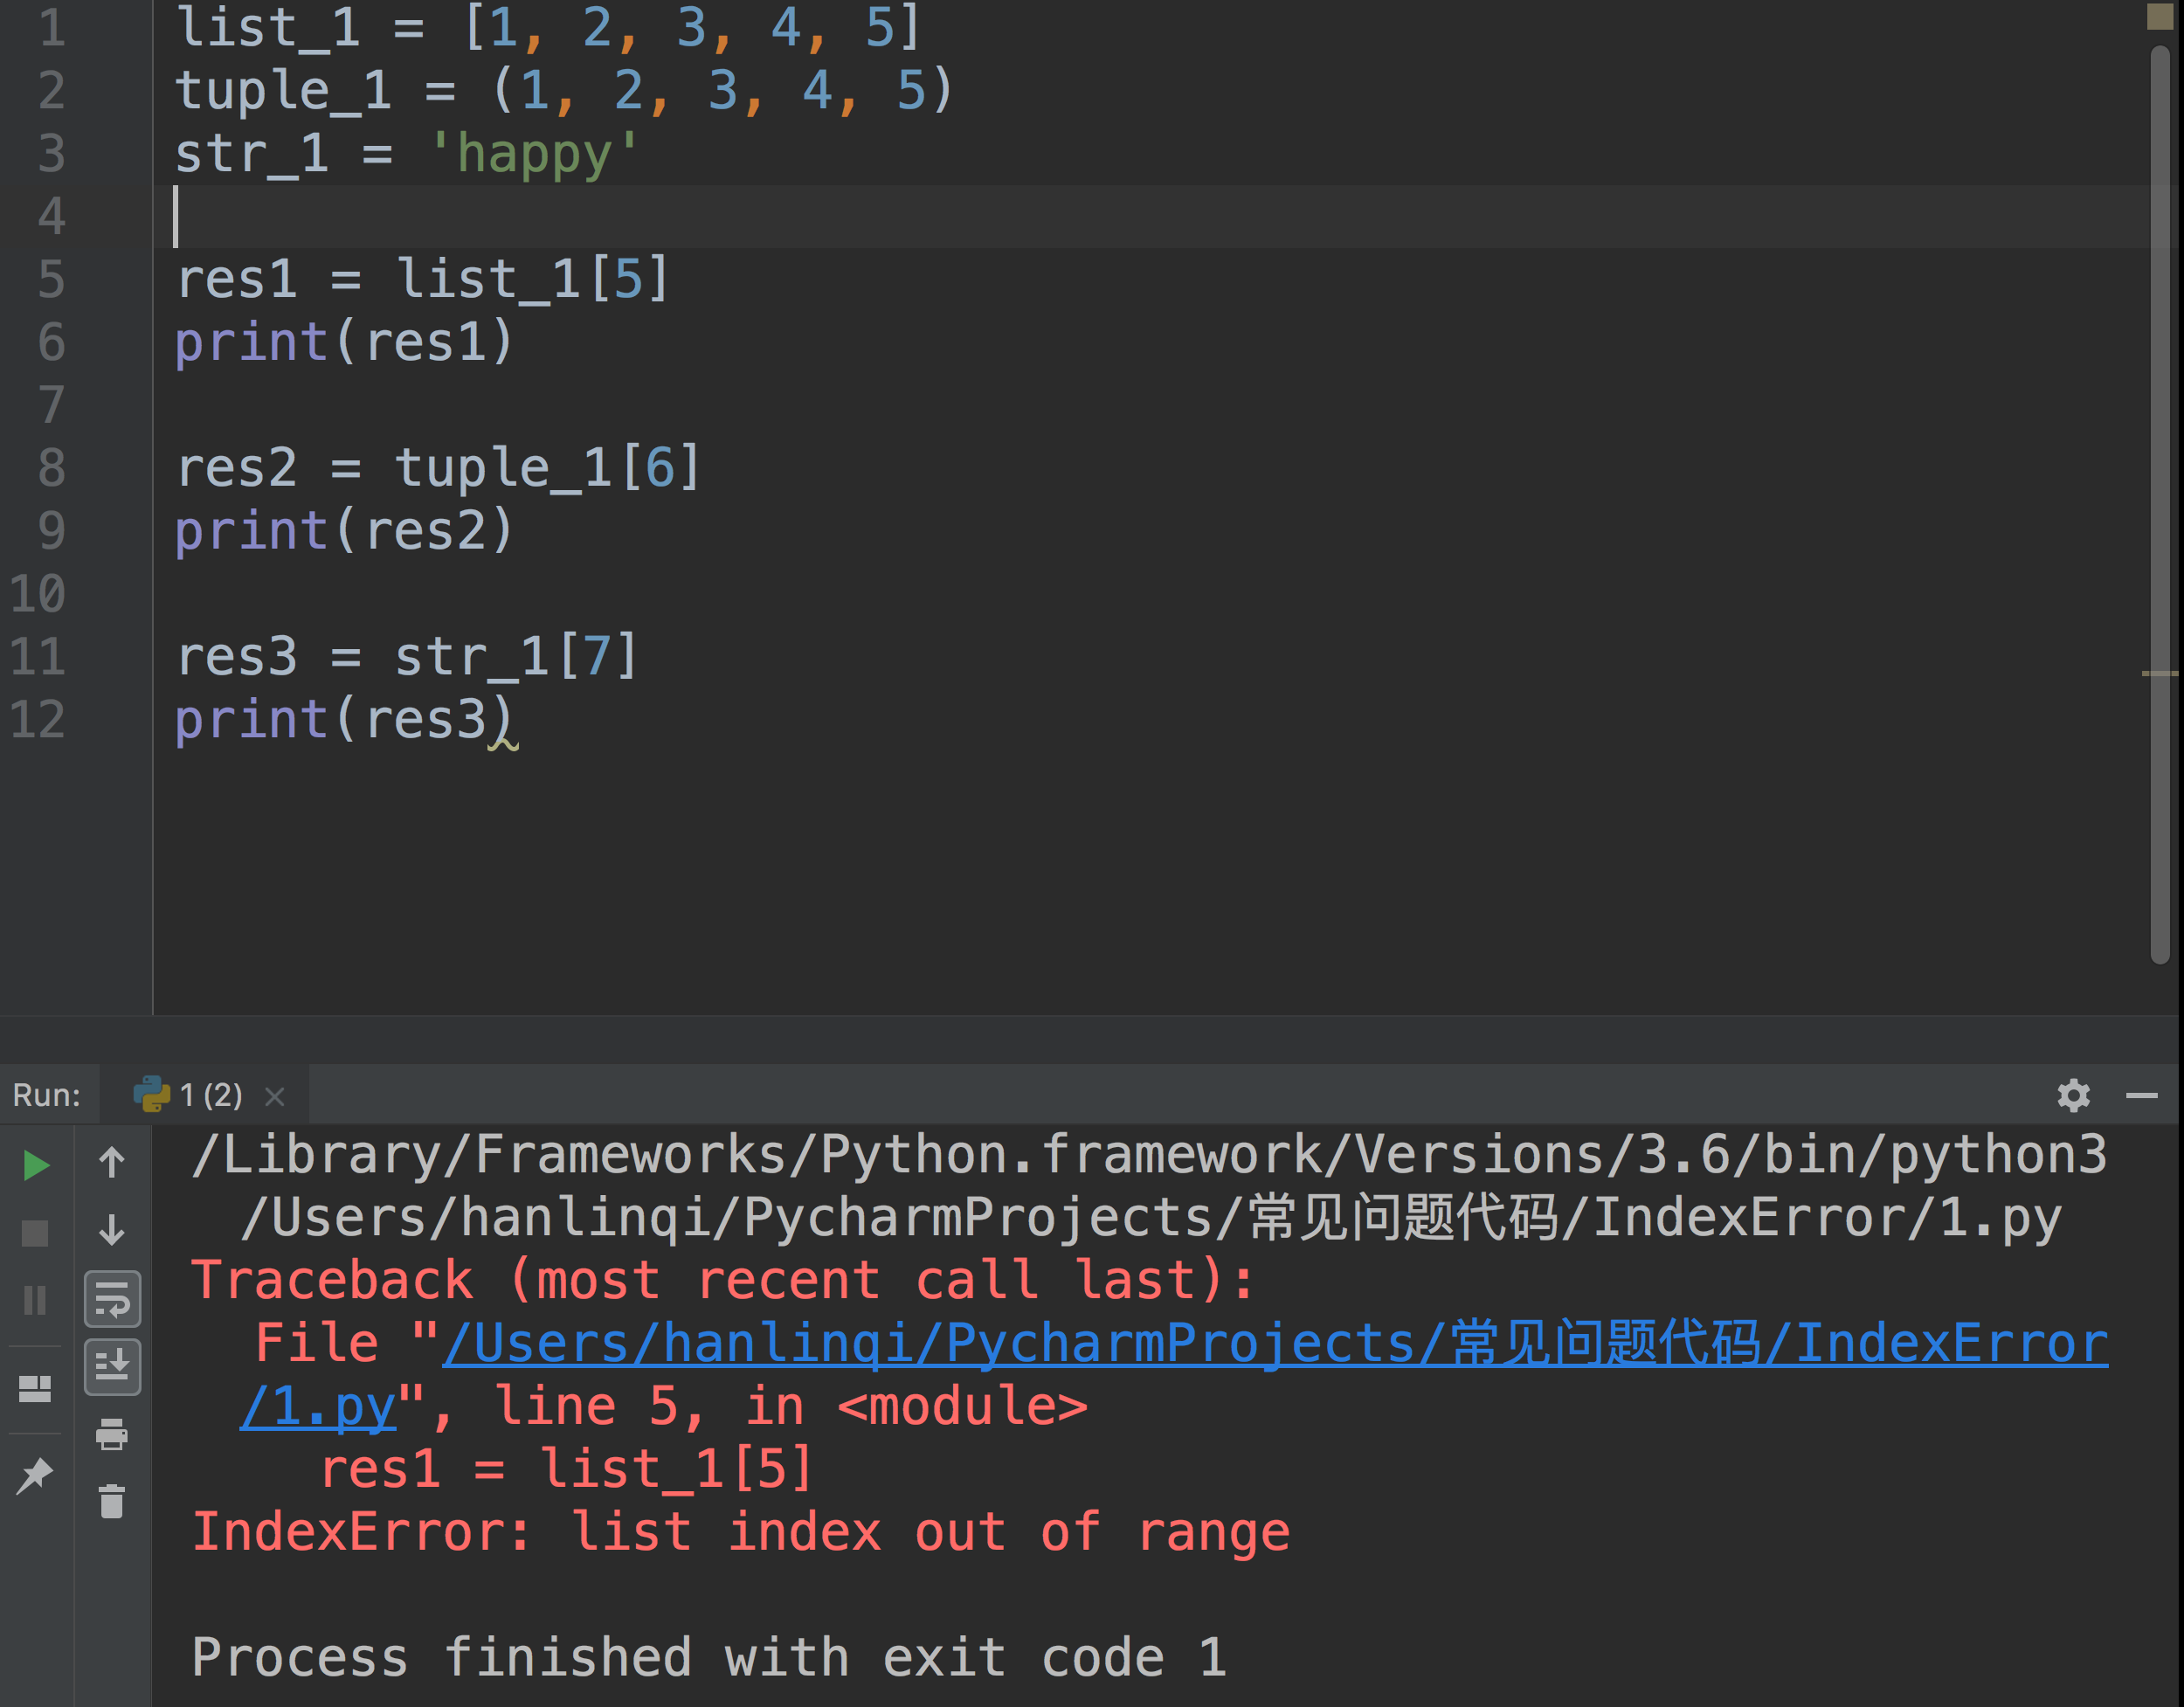 1 list_1 = [1, 2, 3, 4, 5]
2 tuple_1 = (1, 2, 3, 4, 5)
3 str_1 = 'happy'
4
5 res1 = list_1[5]
6 print(res1)
7
8 res2 = tuple_1[6]
9 print(res2)
10
11 res3 = str_1[7]
12 print(res3)
Run: 1 (2)
/Library/Frameworks/Python.framework/Versions/3.6/bin/python3
/Users/hanlinqi/PycharmProjects/常见问题代码/IndexError/1.py
Traceback (most recent call last):
File "/Users/hanlinqi/PycharmProjects/常见问题代码/IndexError
/1.py", line 5, in <module>
res1 = list_1[5]
IndexError: list index out of range
Process finished with exit code 1